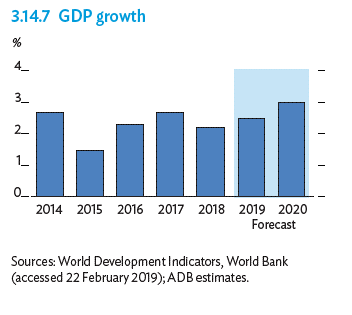 3.14.7 GDP growth
%
4
3
2
1
0
2014 2015 2016 2017 2018 2019 2020
Forecast
Sources: World Development Indicators, World Bank
(accessed 22 February 2019); ADB estimates.